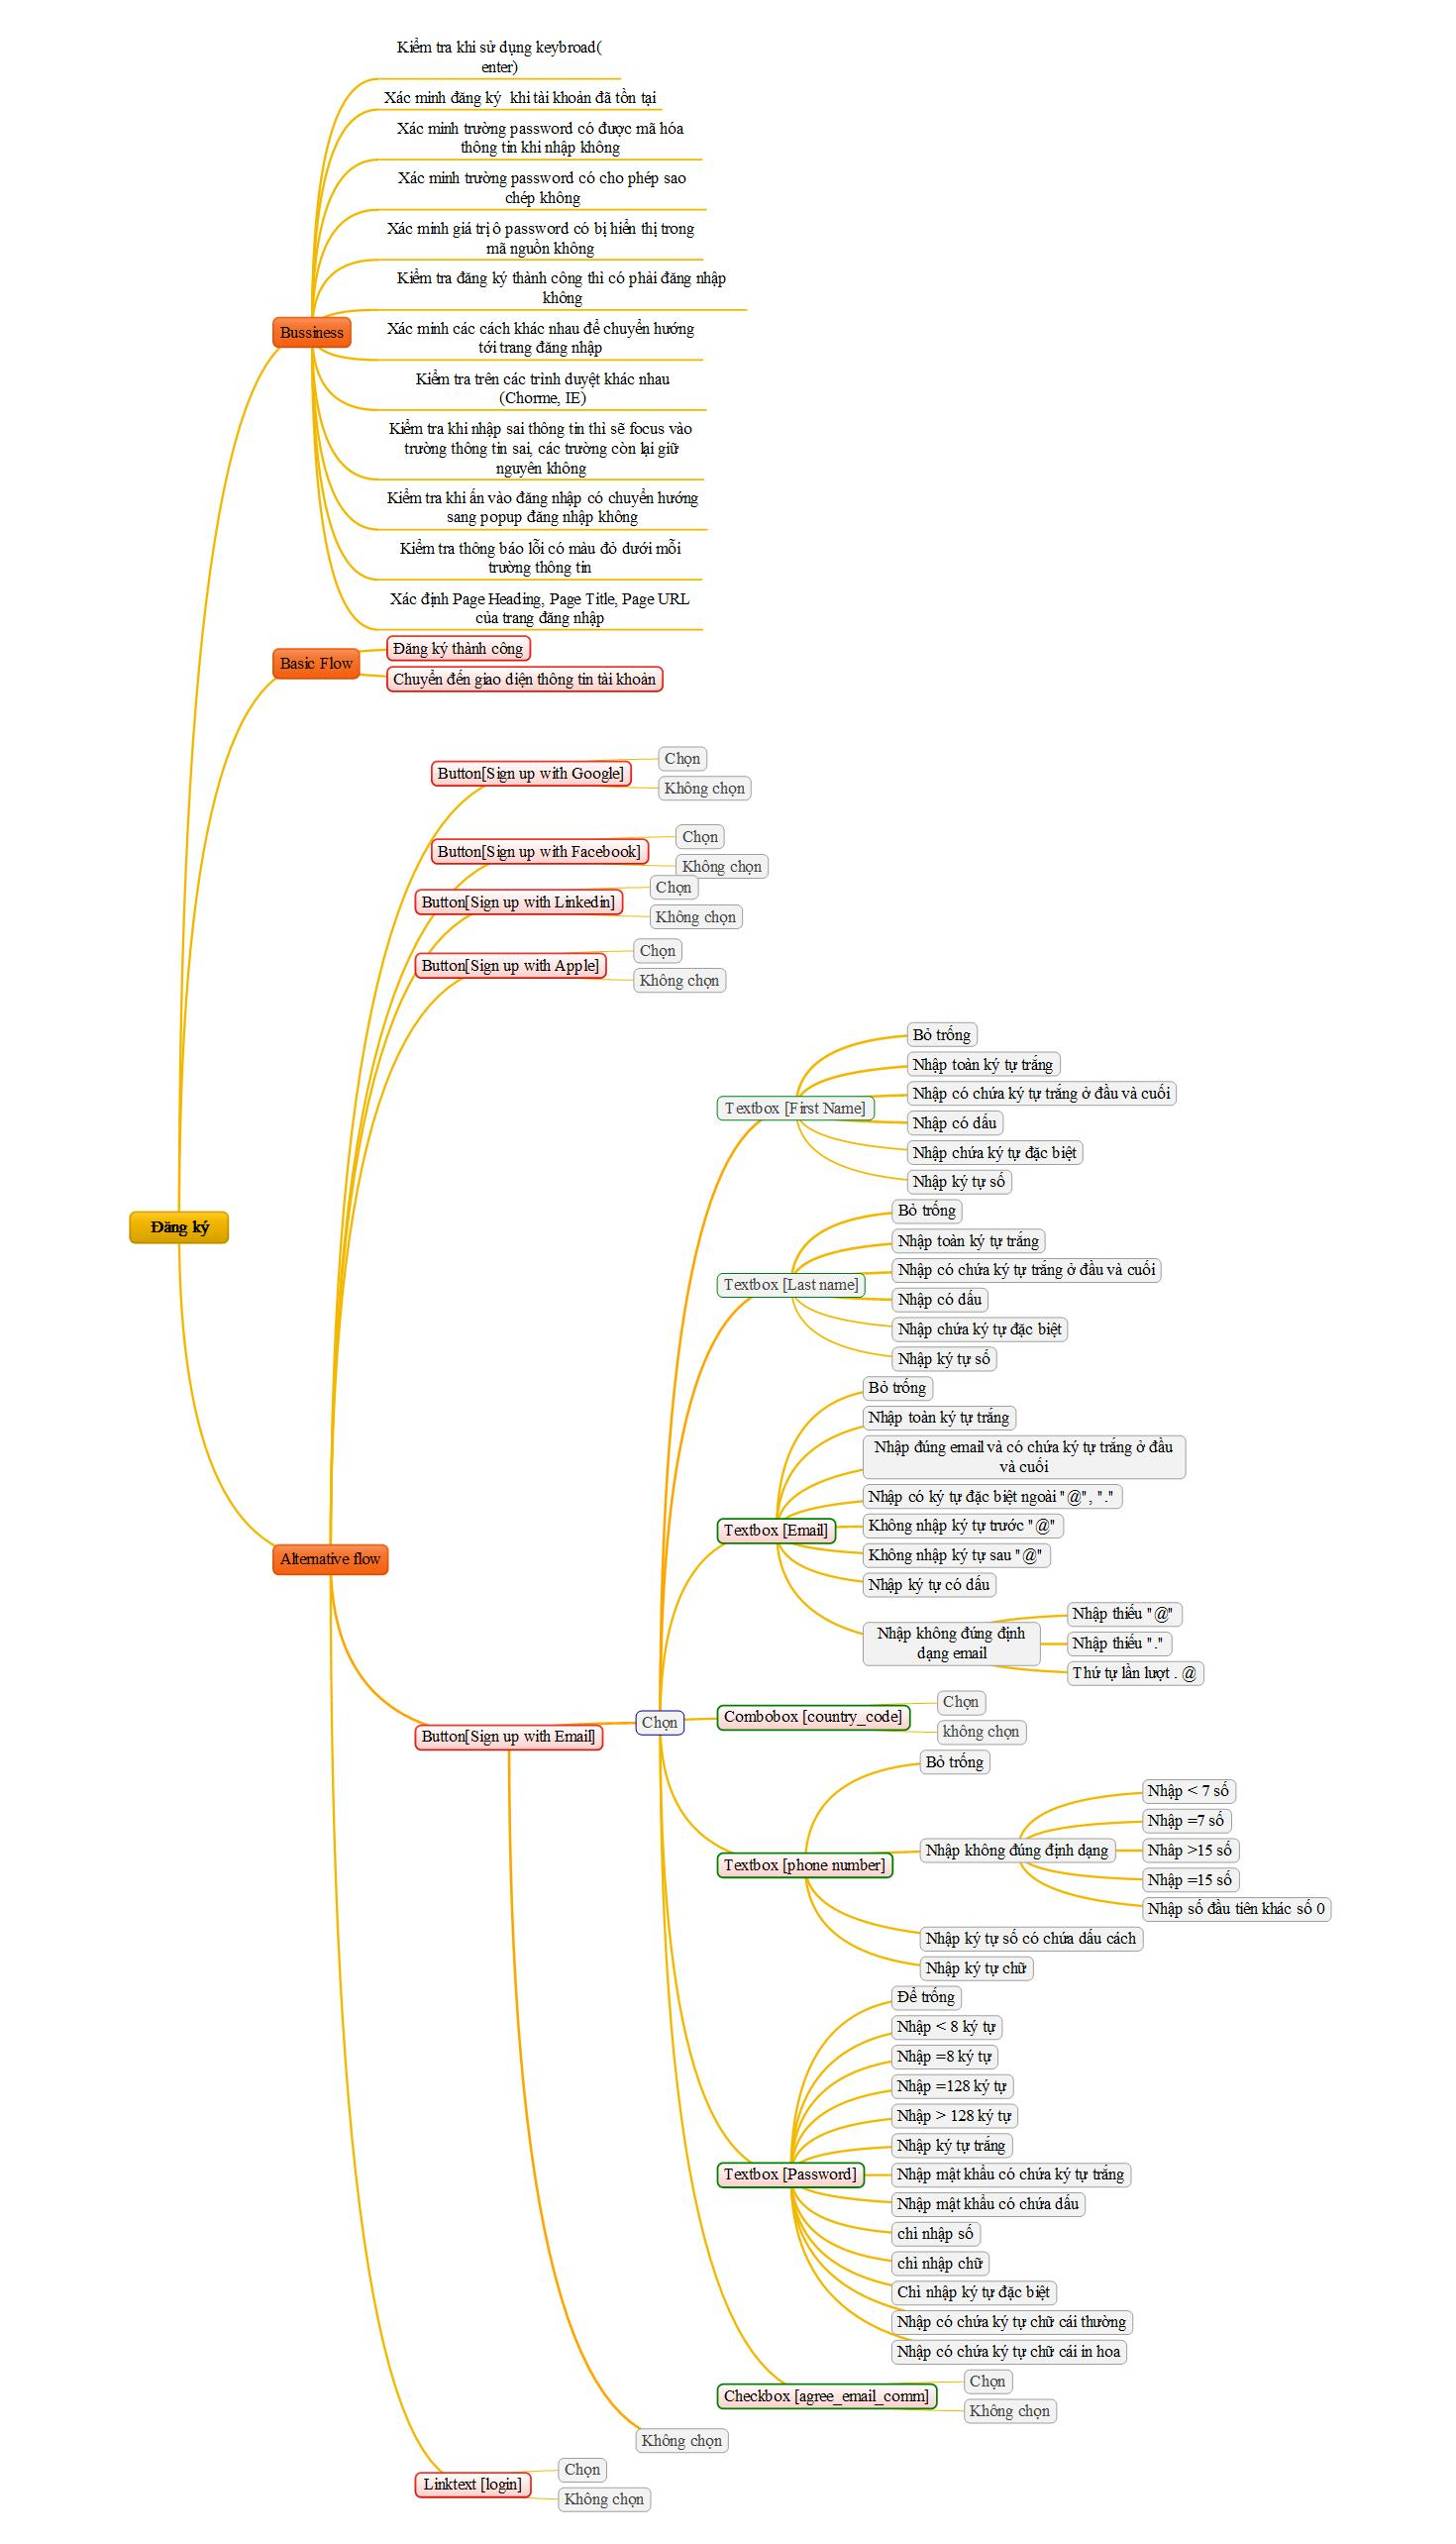 Kiểm tra khi sử dụng keybroad(
enter)
Xác minh đăng ký  khi tài khoản đã tồn tại
Xác minh trường password có được mã hóa
thông tin khi nhập không
Xác minh trường password có cho phép sao
chép không
Xác minh giá trị ô password có bị hiển thị trong
mã nguồn không
Kiểm tra đăng ký thành công thì có phải đăng nhập
không
Bussiness
Xác minh các cách khác nhau để chuyển hướng
tới trang đăng nhập
Kiểm tra trên các trình duyệt khác nhau
(Chorme, IE)
Kiểm tra khi nhập sai thông tin thì sẽ focus vào
trường thông tin sai, các trường còn lại giữ
nguyên không
Kiểm tra khi ấn vào đăng nhập có chuyển hướng
sang popup đăng nhập không
Kiểm tra thông báo lỗi có màu đỏ dưới mỗi
trường thông tin
Xác định Page Heading, Page Title, Page URL
của trang đăng nhập
Basic Flow
Đăng ký thành công
Chuyển đến giao diện thông tin tài khoản
Button[Sign up with Google]
Chọn
Không chọn
Button[Sign up with Facebook]
Chọn
Không chọn
Button[Sign up with Linkedin]
Chọn
Không chọn
Button[Sign up with Apple]
Chọn
Không chọn
Textbox [First Name]
Bỏ trống
Nhập toàn ký tự trắng
Nhập có chứa ký tự trắng ở đầu và cuối
Nhập có dấu
Nhập chứa ký tự đặc biệt
Nhập ký tự số
Đăng ký
Textbox [Last name]
Bỏ trống
Nhập toàn ký tự trắng
Nhập có chứa ký tự trắng ở đầu và cuối
Nhập có dấu
Nhập chứa ký tự đặc biệt
Nhập ký tự số
Alternative flow
Textbox [Email]
Bỏ trống
Nhập toàn ký tự trắng
Nhập đúng email và có chứa ký tự trắng ở đầu
và cuối
Nhập có ký tự đặc biệt ngoài "@", "."
Không nhập ký tự trước "@"
Không nhập ký tự sau "@"
Nhập ký tự có dấu
Nhập không đúng định
dạng email
Nhập thiếu "@"
Nhập thiếu "."
Thứ tự lần lượt . @
Button[Sign up with Email]
Chọn
Combobox [country_code]
Chọn
không chọn
Textbox [phone number]
Bỏ trống
Nhập không đúng định dạng
Nhập < 7 số
Nhập =7 số
Nhâp >15 số
Nhập =15 số
Nhập số đầu tiên khác số 0
Nhập ký tự số có chứa dấu cách
Nhập ký tự chữ
Textbox [Password]
Để trống
Nhập < 8 ký tự
Nhập =8 ký tự
Nhập =128 ký tự
Nhập > 128 ký tự
Nhập ký tự trắng
Nhập mật khẩu có chứa ký tự trắng
Nhập mật khẩu có chứa dấu
chỉ nhập số
chỉ nhập chữ
Chỉ nhập ký tự đặc biệt
Nhập có chứa ký tự chữ cái thường
Nhập có chứa ký tự chữ cái in hoa
Checkbox [agree_email_comm]
Chọn
Không chọn
Không chọn
Linktext [login]
Chọn
Không chọn